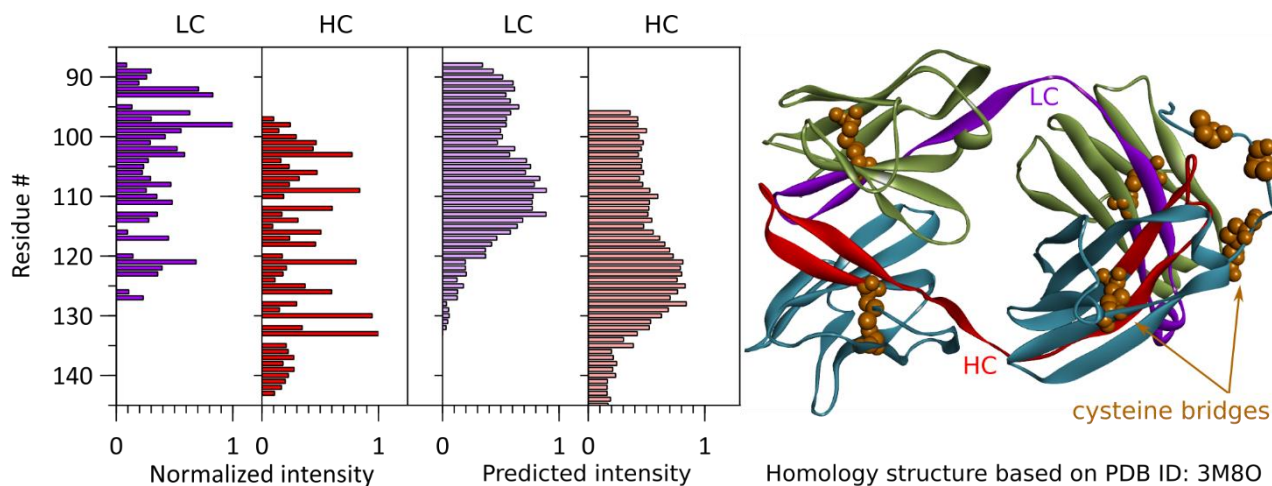 LC HC LC HC
Residue #
90
100
110
120
130
140
0 1 0 1 0 1 0 1
Normalized intensity Predicted intensity
LC
HC
cysteine bridges
Homology structure based on PDB ID: 3M8O